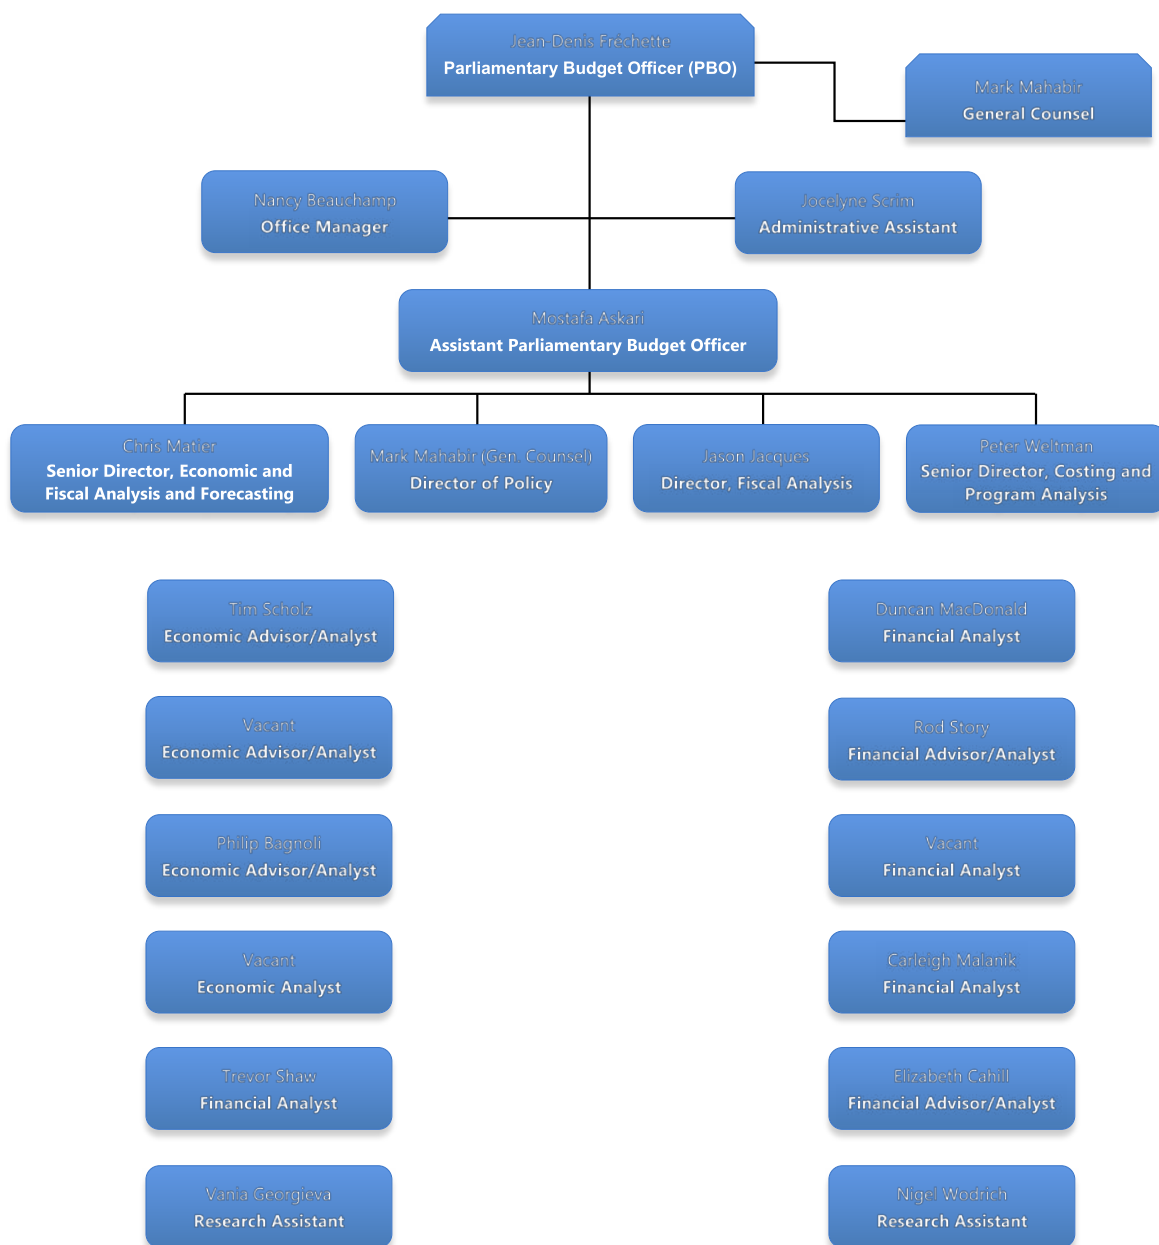 Jean-Denis Fréchette
Parliamentary Budget Officer (PBO)
Mark Mahabir
General Counsel
Nancy Beauchamp
Office Manager
Jocelyne Scrim
Administrative Assistant
Mostafa Askari
Assistant Parliamentary Budget Officer
Chris Matier
Senior Director, Economic and
Fiscal Analysis and Forecasting
Mark Mahabir (Gen. Counsel)
Director of Policy
Jason Jacques
Director, Fiscal Analysis
Peter Weltman
Senior Director, Costing and
Program Analysis
Tim Scholz
Economic Advisor/Analyst
Duncan MacDonald
Financial Analyst
Vacant
Economic Advisor/Analyst
Rod Story
Financial Advisor/Analyst
Philip Bagnoli
Economic Advisor/Analyst
Vacant
Financial Analyst
Vacant
Economic Analyst
Carleigh Malanik
Financial Analyst
Trevor Shaw
Financial Analyst
Elizabeth Cahill
Financial Advisor/Analyst
Vania Georgieva
Research Assistant
Nigel Wodrich
Research Assistant